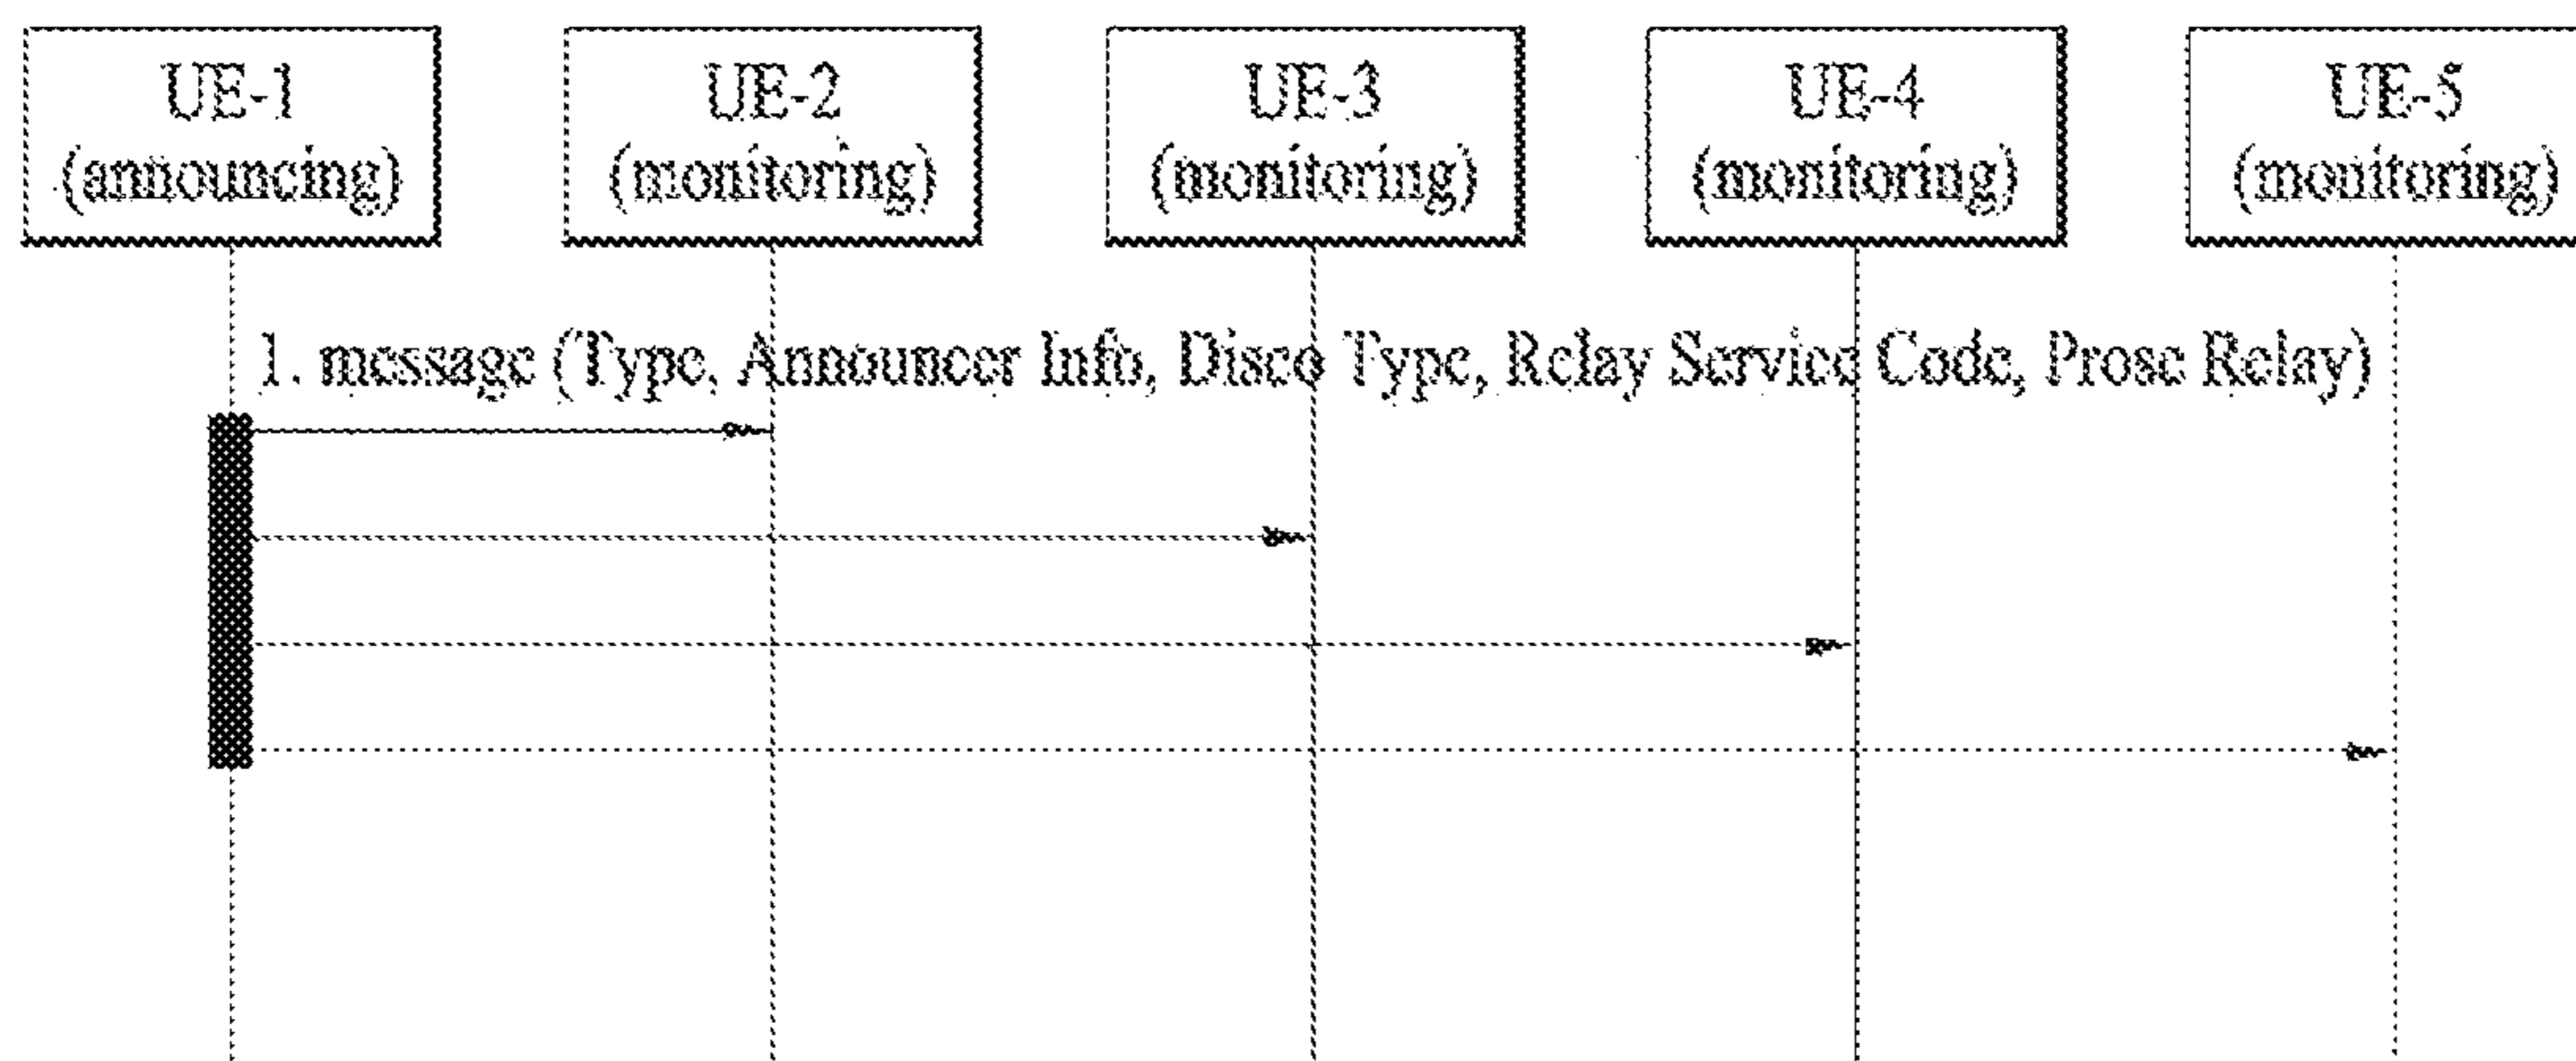 UE-1
(announcing)
UE-2
(monitoring)
UE-3
(monitoring)
UE-4
(monitoring)
UE-5
(monitoring)
1. message (Type, Announcer Info, Disco Type, Relay Service Code, Prose Relay)